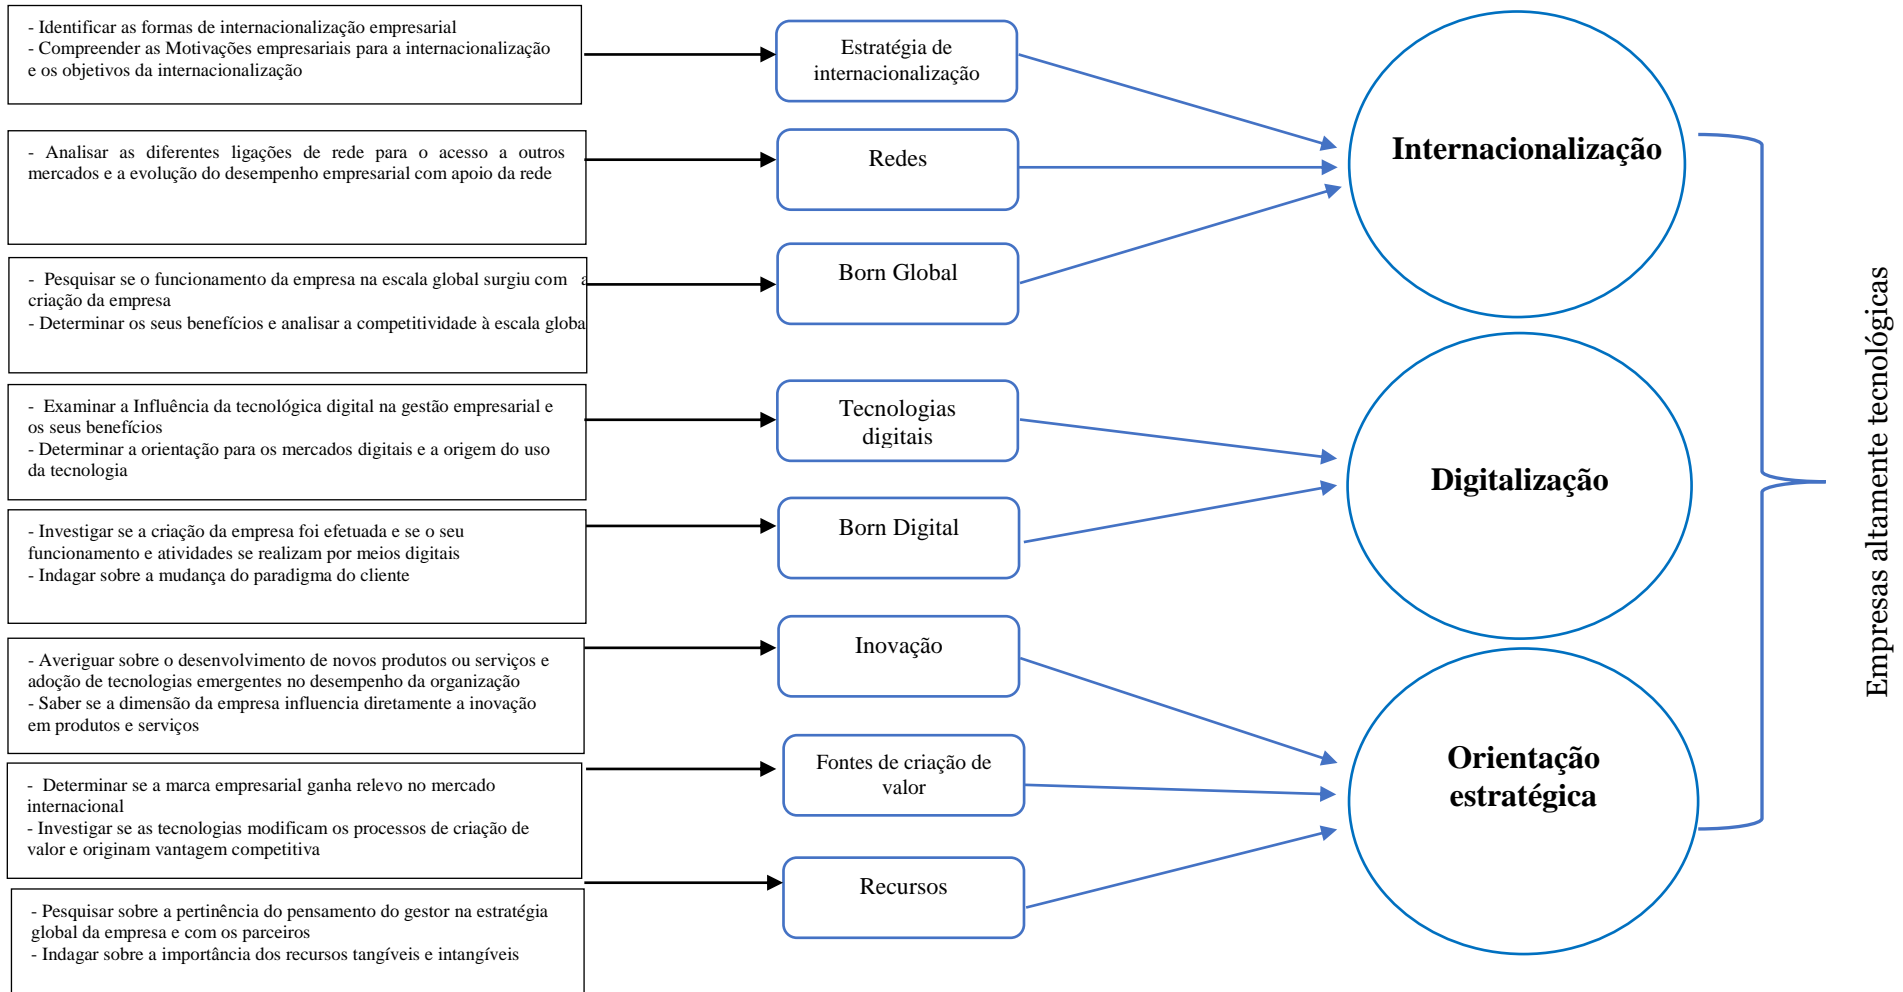 - Identificar as formas de internacionalização empresarial
- Compreender as Motivações empresariais para a internacionalização
e os objetivos da internacionalização
Estratégia de
internacionalização
- Analisar as diferentes ligações de rede para o acesso a outros
mercados e a evolução do desempenho empresarial com apoio da rede
Redes
- Pesquisar se o funcionamento da empresa na escala global surgiu com a
criação da empresa
- Determinar os seus benefícios e analisar a competitividade à escala globa
Born Global
Internacionalização
- Examinar a Influência da tecnológica digital na gestão empresarial e
os seus benefícios
- Determinar a orientação para os mercados digitais e a origem do uso
da tecnologia
Tecnologias
digitais
- Investigar se a criação da empresa foi efetuada e se o seu
funcionamento e atividades se realizam por meios digitais
- Indagar sobre a mudança do paradigma do cliente
Born Digital
Digitalização
- Averiguar sobre o desenvolvimento de novos produtos ou serviços e
adoção de tecnologias emergentes no desempenho da organização
- Saber se a dimensão da empresa influencia diretamente a inovação
em produtos e serviços
Inovação
- Determinar se a marca empresarial ganha relevo no mercado
internacional
- Investigar se as tecnologias modificam os processos de criação de
valor e originam vantagem competitiva
Fontes de criação de
valor
- Pesquisar sobre a pertinência do pensamento do gestor na estratégia
global da empresa e com os parceiros
- Indagar sobre a importância dos recursos tangíveis e intangíveis
Recursos
Orientação
estratégica
Empresas altamente tecnológicas